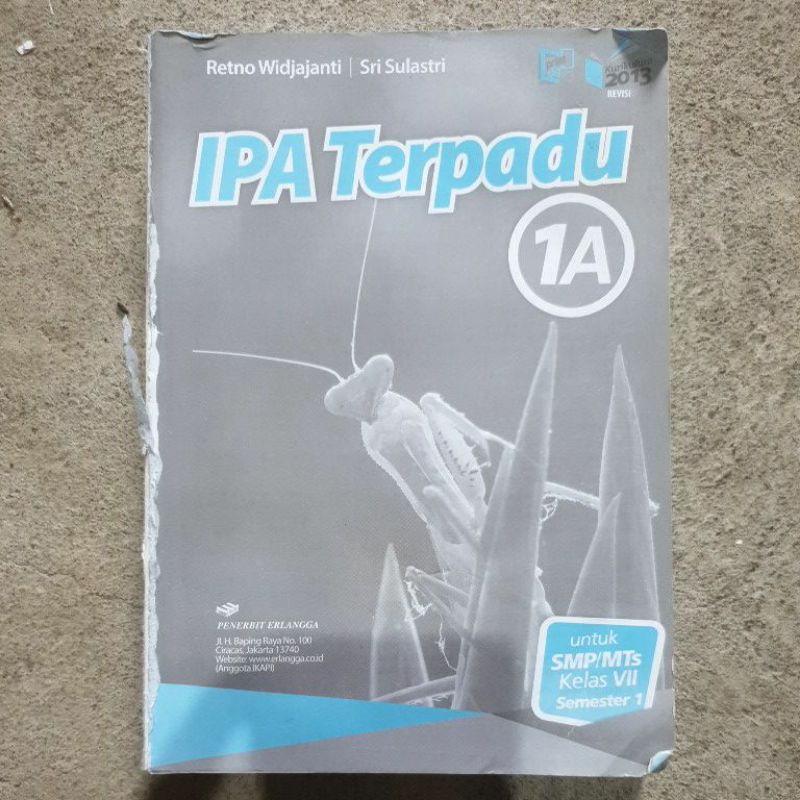 Retno Widjajanti | Sri Sulastri
Kurikulum
2013
REVISI
IPA Terpadu
1A
PENERBIT ERLANGGA
Jl. H. Baping Raya No. 100
Ciracas, Jakarta 13740
Website: www.erlangga.co.id
(Anggota IKAPI)
untuk
SMP/MTs
Kelas VII
Semester 1